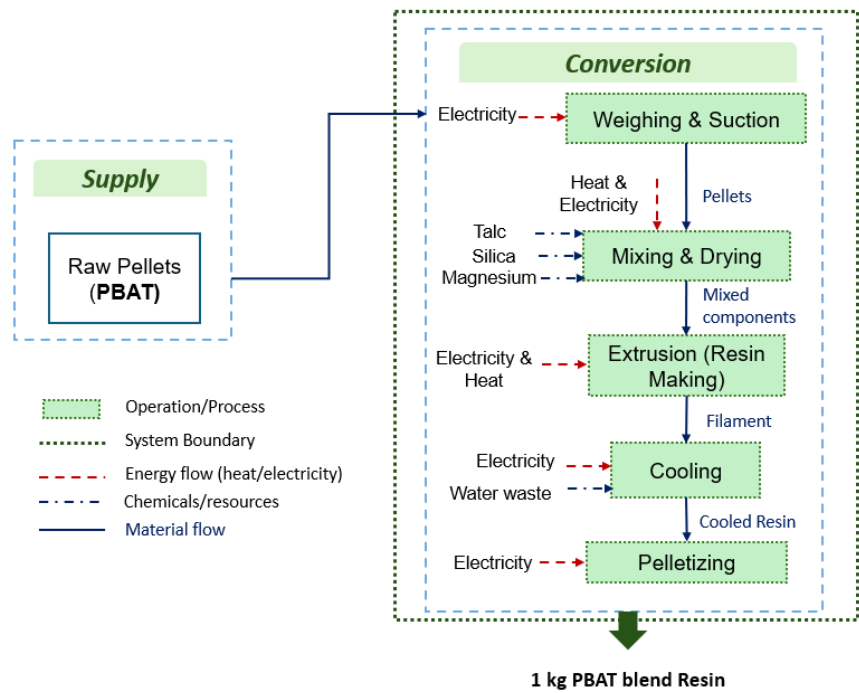 Supply
Raw Pellets
(PBAT)
Operation/Process
System Boundary
Energy flow (heat/electricity)
Chemicals/resources
Material flow
Conversion
Electricity
Weighing & Suction
Heat &
Electricity
Pellets
Talc
Silica
Magnesium
Mixing & Drying
Mixed
components
Electricity &
Heat
Extrusion (Resin
Making)
Filament
Electricity
Water waste
Cooling
Cooled Resin
Electricity
Pelletizing
1 kg PBAT blend Resin